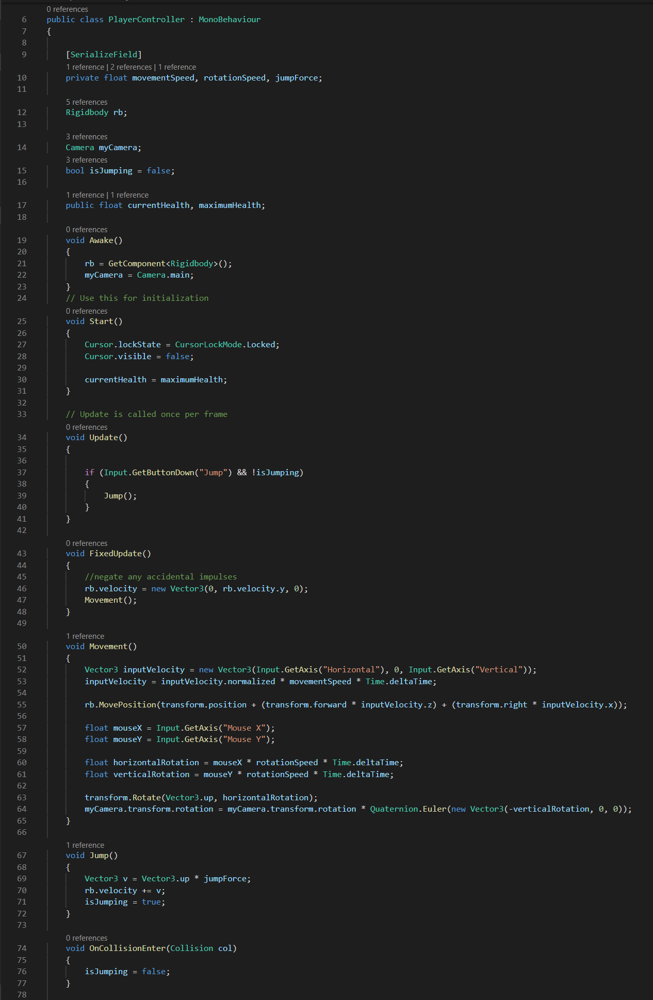 0 references
6 public class PlayerController : MonoBehaviour
7 {
8
9 [SerializeField]
1 reference | 2 references | 1 reference
10 private float movementSpeed, rotationSpeed, jumpForce;
11
5 references
12 Rigidbody rb;
13
3 references
14 Camera myCamera;
3 references
15 bool isJumping = false;
16
1 reference | 1 reference
17 public float currentHealth, maximumHealth;
18
0 references
19 void Awake()
20 {
21 rb = GetComponent<Rigidbody>();
22 myCamera = Camera.main;
23 }
24 // Use this for initialization
0 references
25 void Start()
26 {
27 Cursor.lockState = CursorLockMode.Locked;
28 Cursor.visible = false;
29
30 currentHealth = maximumHealth;
31 }
32
33 // Update is called once per frame
0 references
34 void Update()
35 {
36
37 if (Input.GetButtonDown("Jump") && !isJumping)
38 {
39 Jump();
40 }
41 }
42
0 references
43 void FixedUpdate()
44 {
45 //negate any accidental impulses
46 rb.velocity = new Vector3(0, rb.velocity.y, 0);
47 Movement();
48 }
49
1 reference
50 void Movement()
51 {
52 Vector3 inputVelocity = new Vector3(Input.GetAxis("Horizontal"), 0, Input.GetAxis("Vertical"));
53 inputVelocity = inputVelocity.normalized * movementSpeed * Time.deltaTime;
54
55 rb.MovePosition(transform.position + (transform.forward * inputVelocity.z) + (transform.right * inputVelocity.x));
56
57 float mouseX = Input.GetAxis("Mouse X");
58 float mouseY = Input.GetAxis("Mouse Y");
59
60 float horizontalRotation = mouseX * rotationSpeed * Time.deltaTime;
61 float verticalRotation = mouseY * rotationSpeed * Time.deltaTime;
62
63 transform.Rotate(Vector3.up, horizontalRotation);
64 myCamera.transform.rotation = myCamera.transform.rotation * Quaternion.Euler(new Vector3(-verticalRotation, 0, 0));
65 }
66
1 reference
67 void Jump()
68 {
69 Vector3 v = Vector3.up * jumpForce;
70 rb.velocity += v;
71 isJumping = true;
72 }
73
0 references
74 void OnCollisionEnter(Collision col)
75 {
76 isJumping = false;
77 }
78